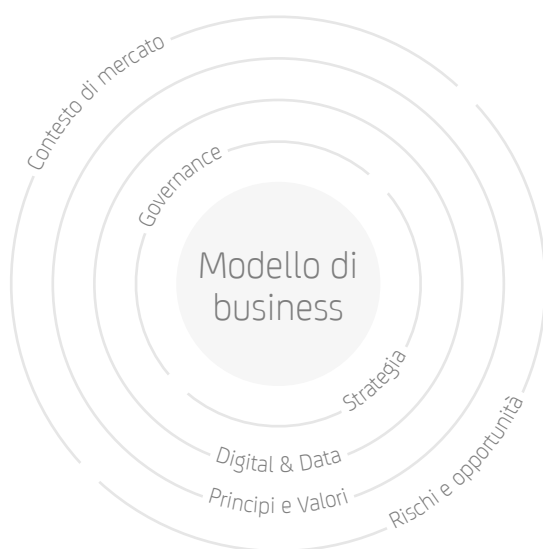 Contesto di mercato
Governance
Modello di
business
Strategia
Digital & Data
Principi e Valori
Rischi e opportunità